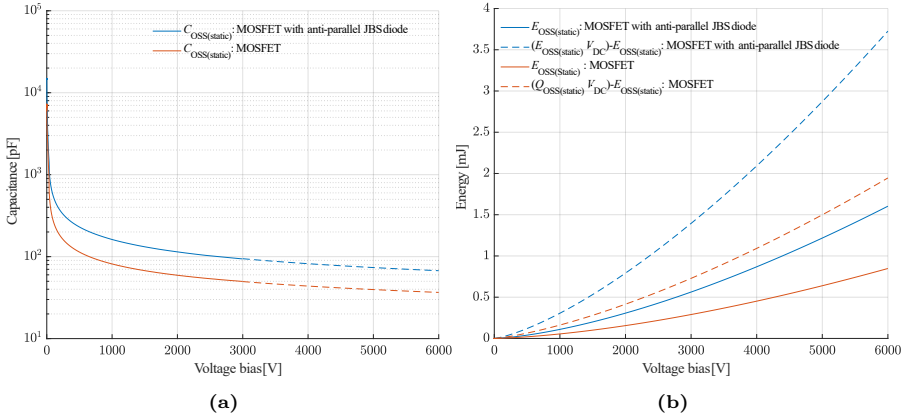 10^5
10^4
10^3
10^2
10^1
Capacitance [pF]
C_OSS(static): MOSFET with anti-parallel JBS diode
C_OSS(static): MOSFET
0 1000 2000 3000 4000 5000 6000
Voltage bias [V]
(a)
4
3.5
3
2.5
2
1.5
1
0.5
0
Energy [mJ]
E_OSS(static): MOSFET with anti-parallel JBS diode
(E_OSS(static) V_DC)-E_OSS(static): MOSFET with anti-parallel JBS diode
E_OSS(Static): MOSFET
(Q_OSS(static) V_DC)-E_OSS(static): MOSFET
0 1000 2000 3000 4000 5000 6000
Voltage bias [V]
(b)